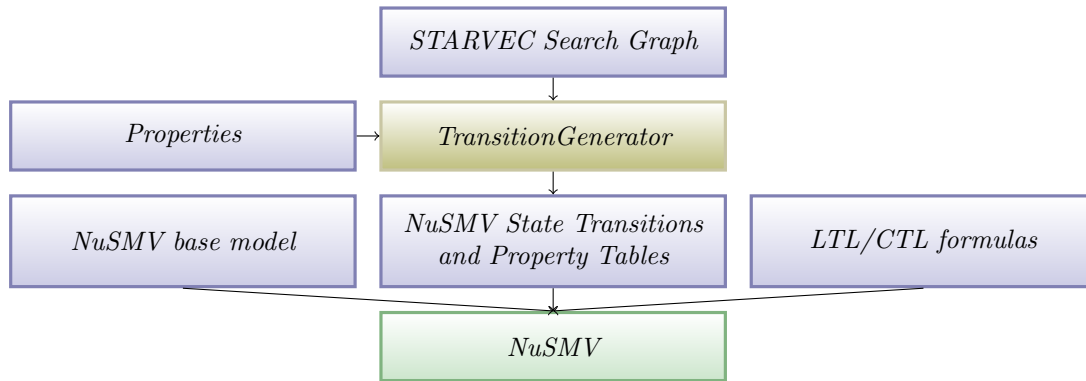 STARVEC Search Graph
Properties
TransitionGenerator
NuSMV base model
NuSMV State Transitions
and Property Tables
LTL/CTL formulas
NuSMV